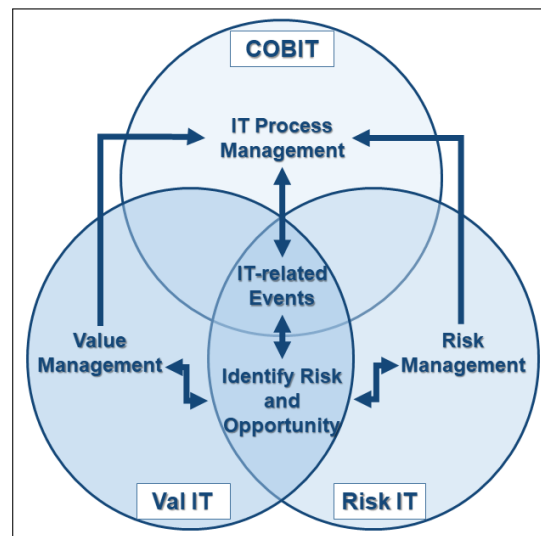 COBIT
IT Process
Management
IT-related
Events
Value
Management
Risk
Management
Identify Risk
and
Opportunity
Val IT
Risk IT